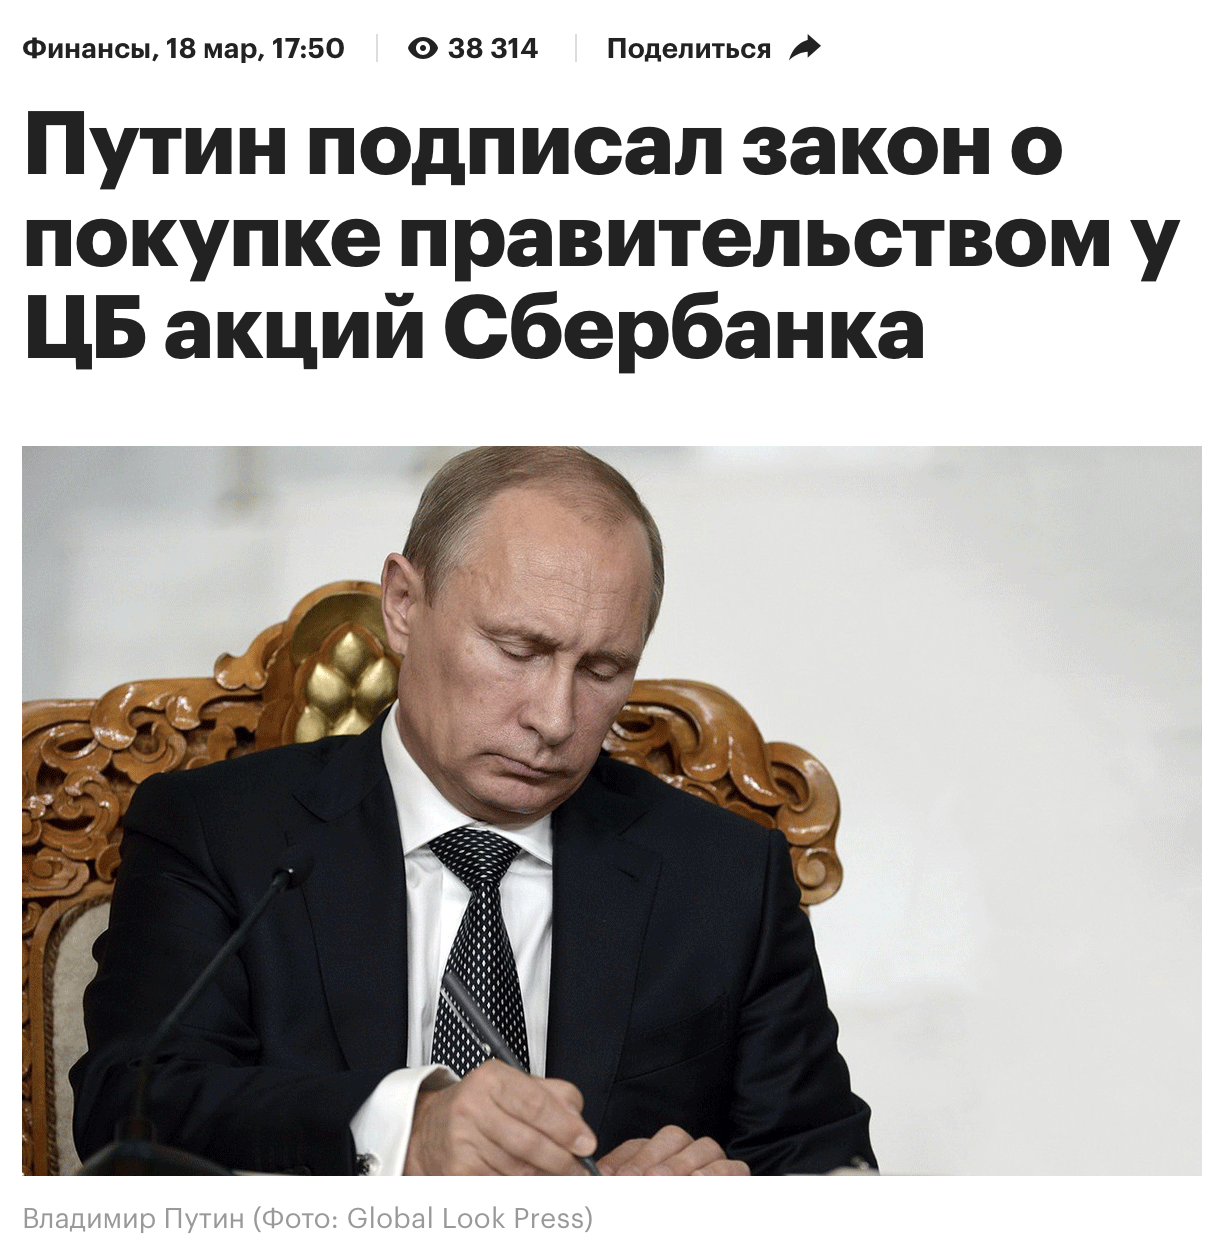 Финансы, 18 мар, 17:50 38 314 Поделиться
Путин подписал закон о
покупке правительством у
ЦБ акций Сбербанка
Владимир Путин (Фото: Global Look Press)